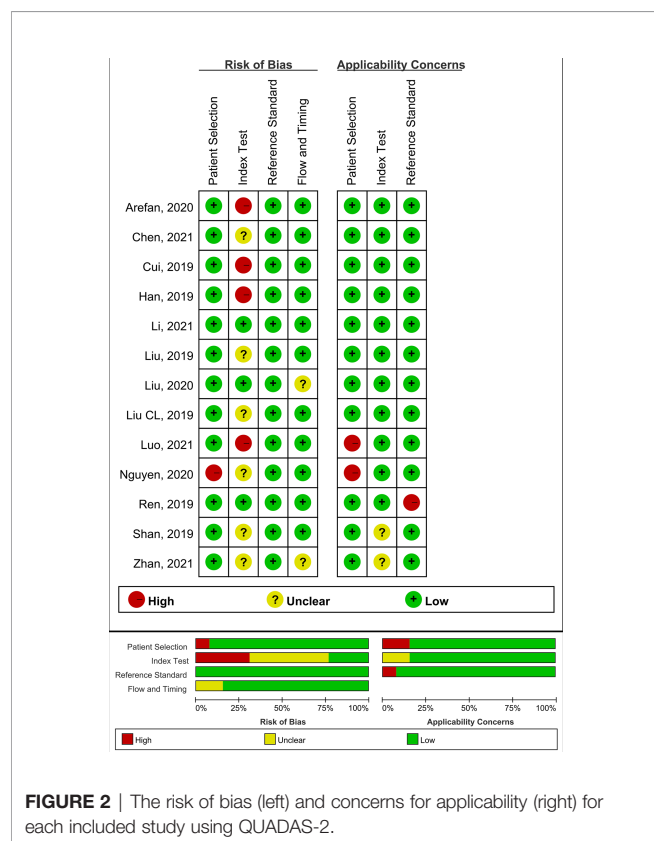 Risk of Bias Applicability Concerns
Patient Selection Index Test Reference Standard Flow and Timing Patient Selection Index Test Reference Standard
Arefan, 2020 + + + + + + +
Chen, 2021 + ? + + + + +
Cui, 2019 + + + + + +
Han, 2019 + + + + + +
Li, 2021 + + + + + + +
Liu, 2019 + ? + + + + +
Liu, 2020 + + + ? + + +
Liu CL, 2019 + ? + + + + +
Luo, 2021 + + + + +
Nguyen, 2020 ? + + + +
Ren, 2019 + + + + + +
Shan, 2019 + ? + + + ? +
Zhan, 2021 + ? + ? + ? +
High ? Unclear + Low
Patient Selection
Index Test
Reference Standard
Flow and Timing
0% 25% 50% 75% 100% 0% 25% 50% 75% 100%
Risk of Bias Applicability Concerns
High Unclear Low
FIGURE 2 | The risk of bias (left) and concerns for applicability (right) for
each included study using QUADAS-2.